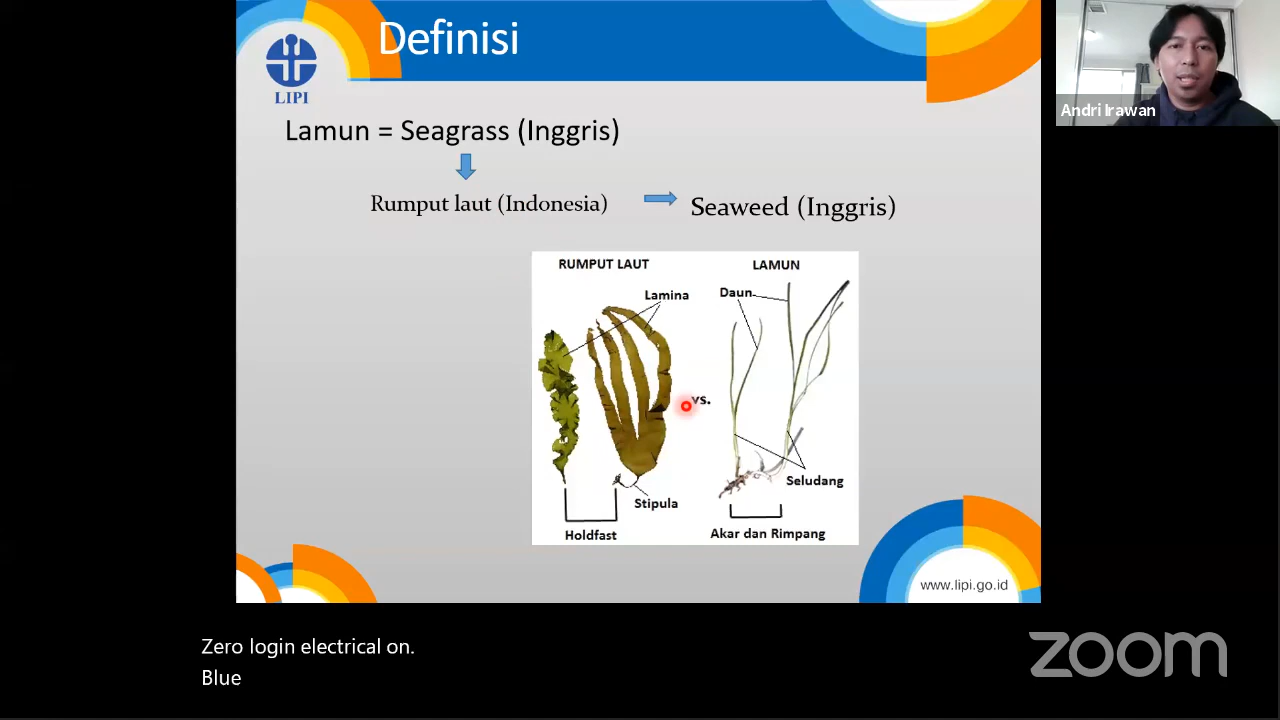 Definisi
LIPI
Andri Irawan
Lamun = Seagrass (Inggris)
Rumput laut (Indonesia)
Seaweed (Inggris)
RUMPUT LAUT
LAMUN
Lamina
Daun
vs.
Seludang
Stipula
Holdfast
Akar dan Rimpang
www.lipi.go.id
Zero login electrical on.
Blue
zoom